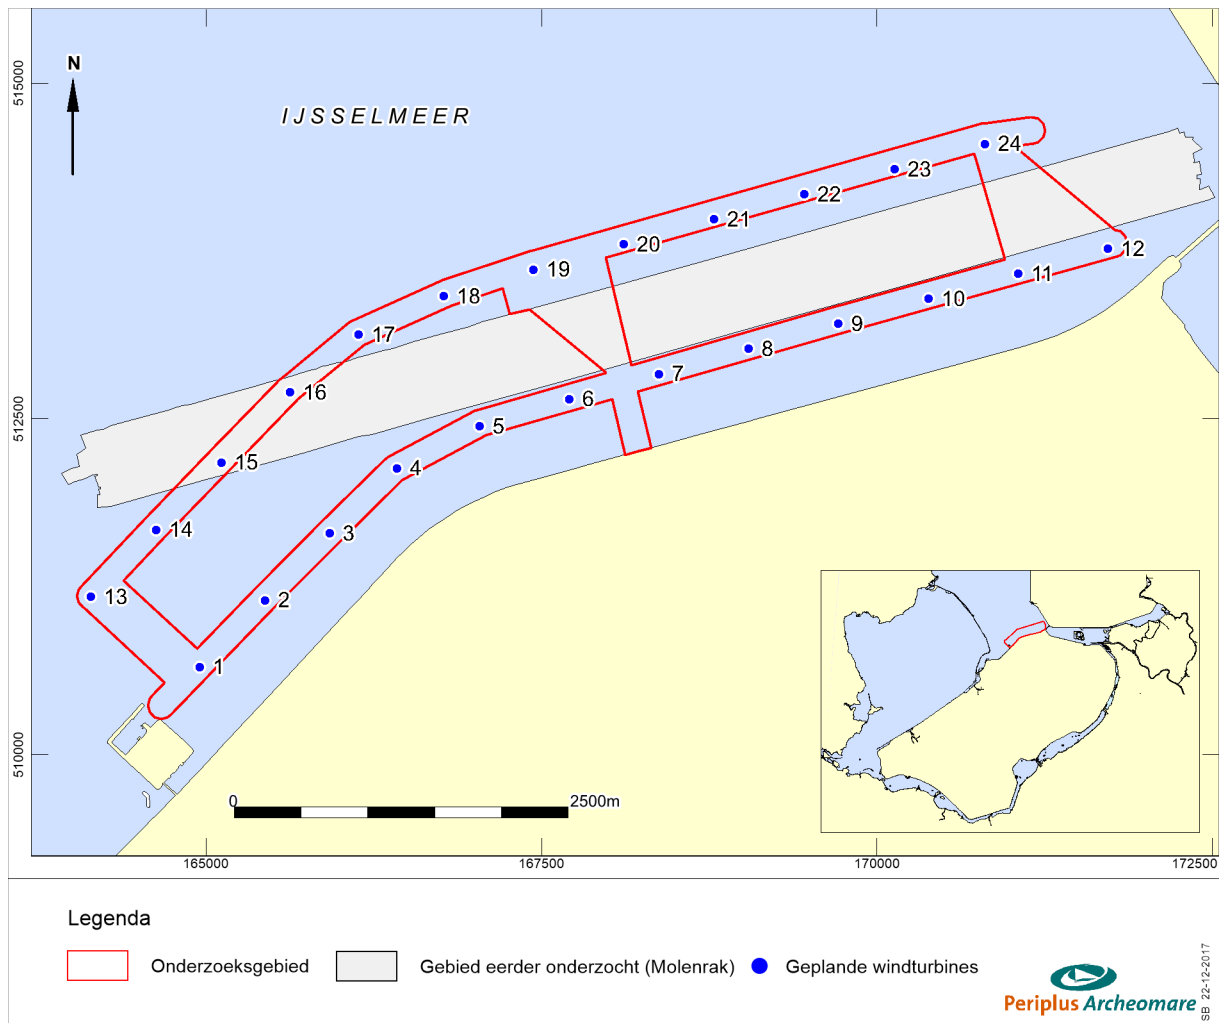 N
IJSSELMEER
515000
512500
510000
24
23
22
21
20
19
18
17
16
15
14
13
12
11
10
9
8
7
6
5
4
3
2
1
0 2500m
165000 167500 170000 172500
Legenda
Onderzoeksgebied
Gebied eerder onderzocht (Molenrak)
Geplande windturbines
Periplus Archeomare
SB 22-12-2017